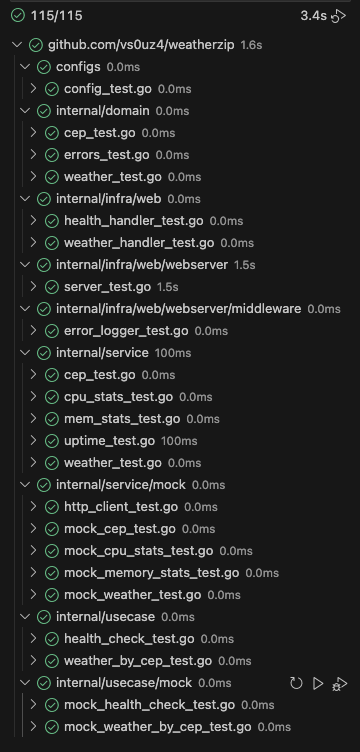 115/115 3.4s
github.com/vs0uz4/weatherzip 1.6s
configs 0.0ms
config_test.go 0.0ms
internal/domain 0.0ms
cep_test.go 0.0ms
errors_test.go 0.0ms
weather_test.go 0.0ms
internal/infra/web 0.0ms
health_handler_test.go 0.0ms
weather_handler_test.go 0.0ms
internal/infra/web/webserver 1.5s
server_test.go 1.5s
internal/infra/web/webserver/middleware 0.0ms
error_logger_test.go 0.0ms
internal/service 100ms
cep_test.go 0.0ms
cpu_stats_test.go 0.0ms
mem_stats_test.go 0.0ms
uptime_test.go 100ms
weather_test.go 0.0ms
internal/service/mock 0.0ms
http_client_test.go 0.0ms
mock_cep_test.go 0.0ms
mock_cpu_stats_test.go 0.0ms
mock_memory_stats_test.go 0.0ms
mock_weather_test.go 0.0ms
internal/usecase 0.0ms
health_check_test.go 0.0ms
weather_by_cep_test.go 0.0ms
internal/usecase/mock 0.0ms
mock_health_check_test.go 0.0ms
mock_weather_by_cep_test.go 0.0ms